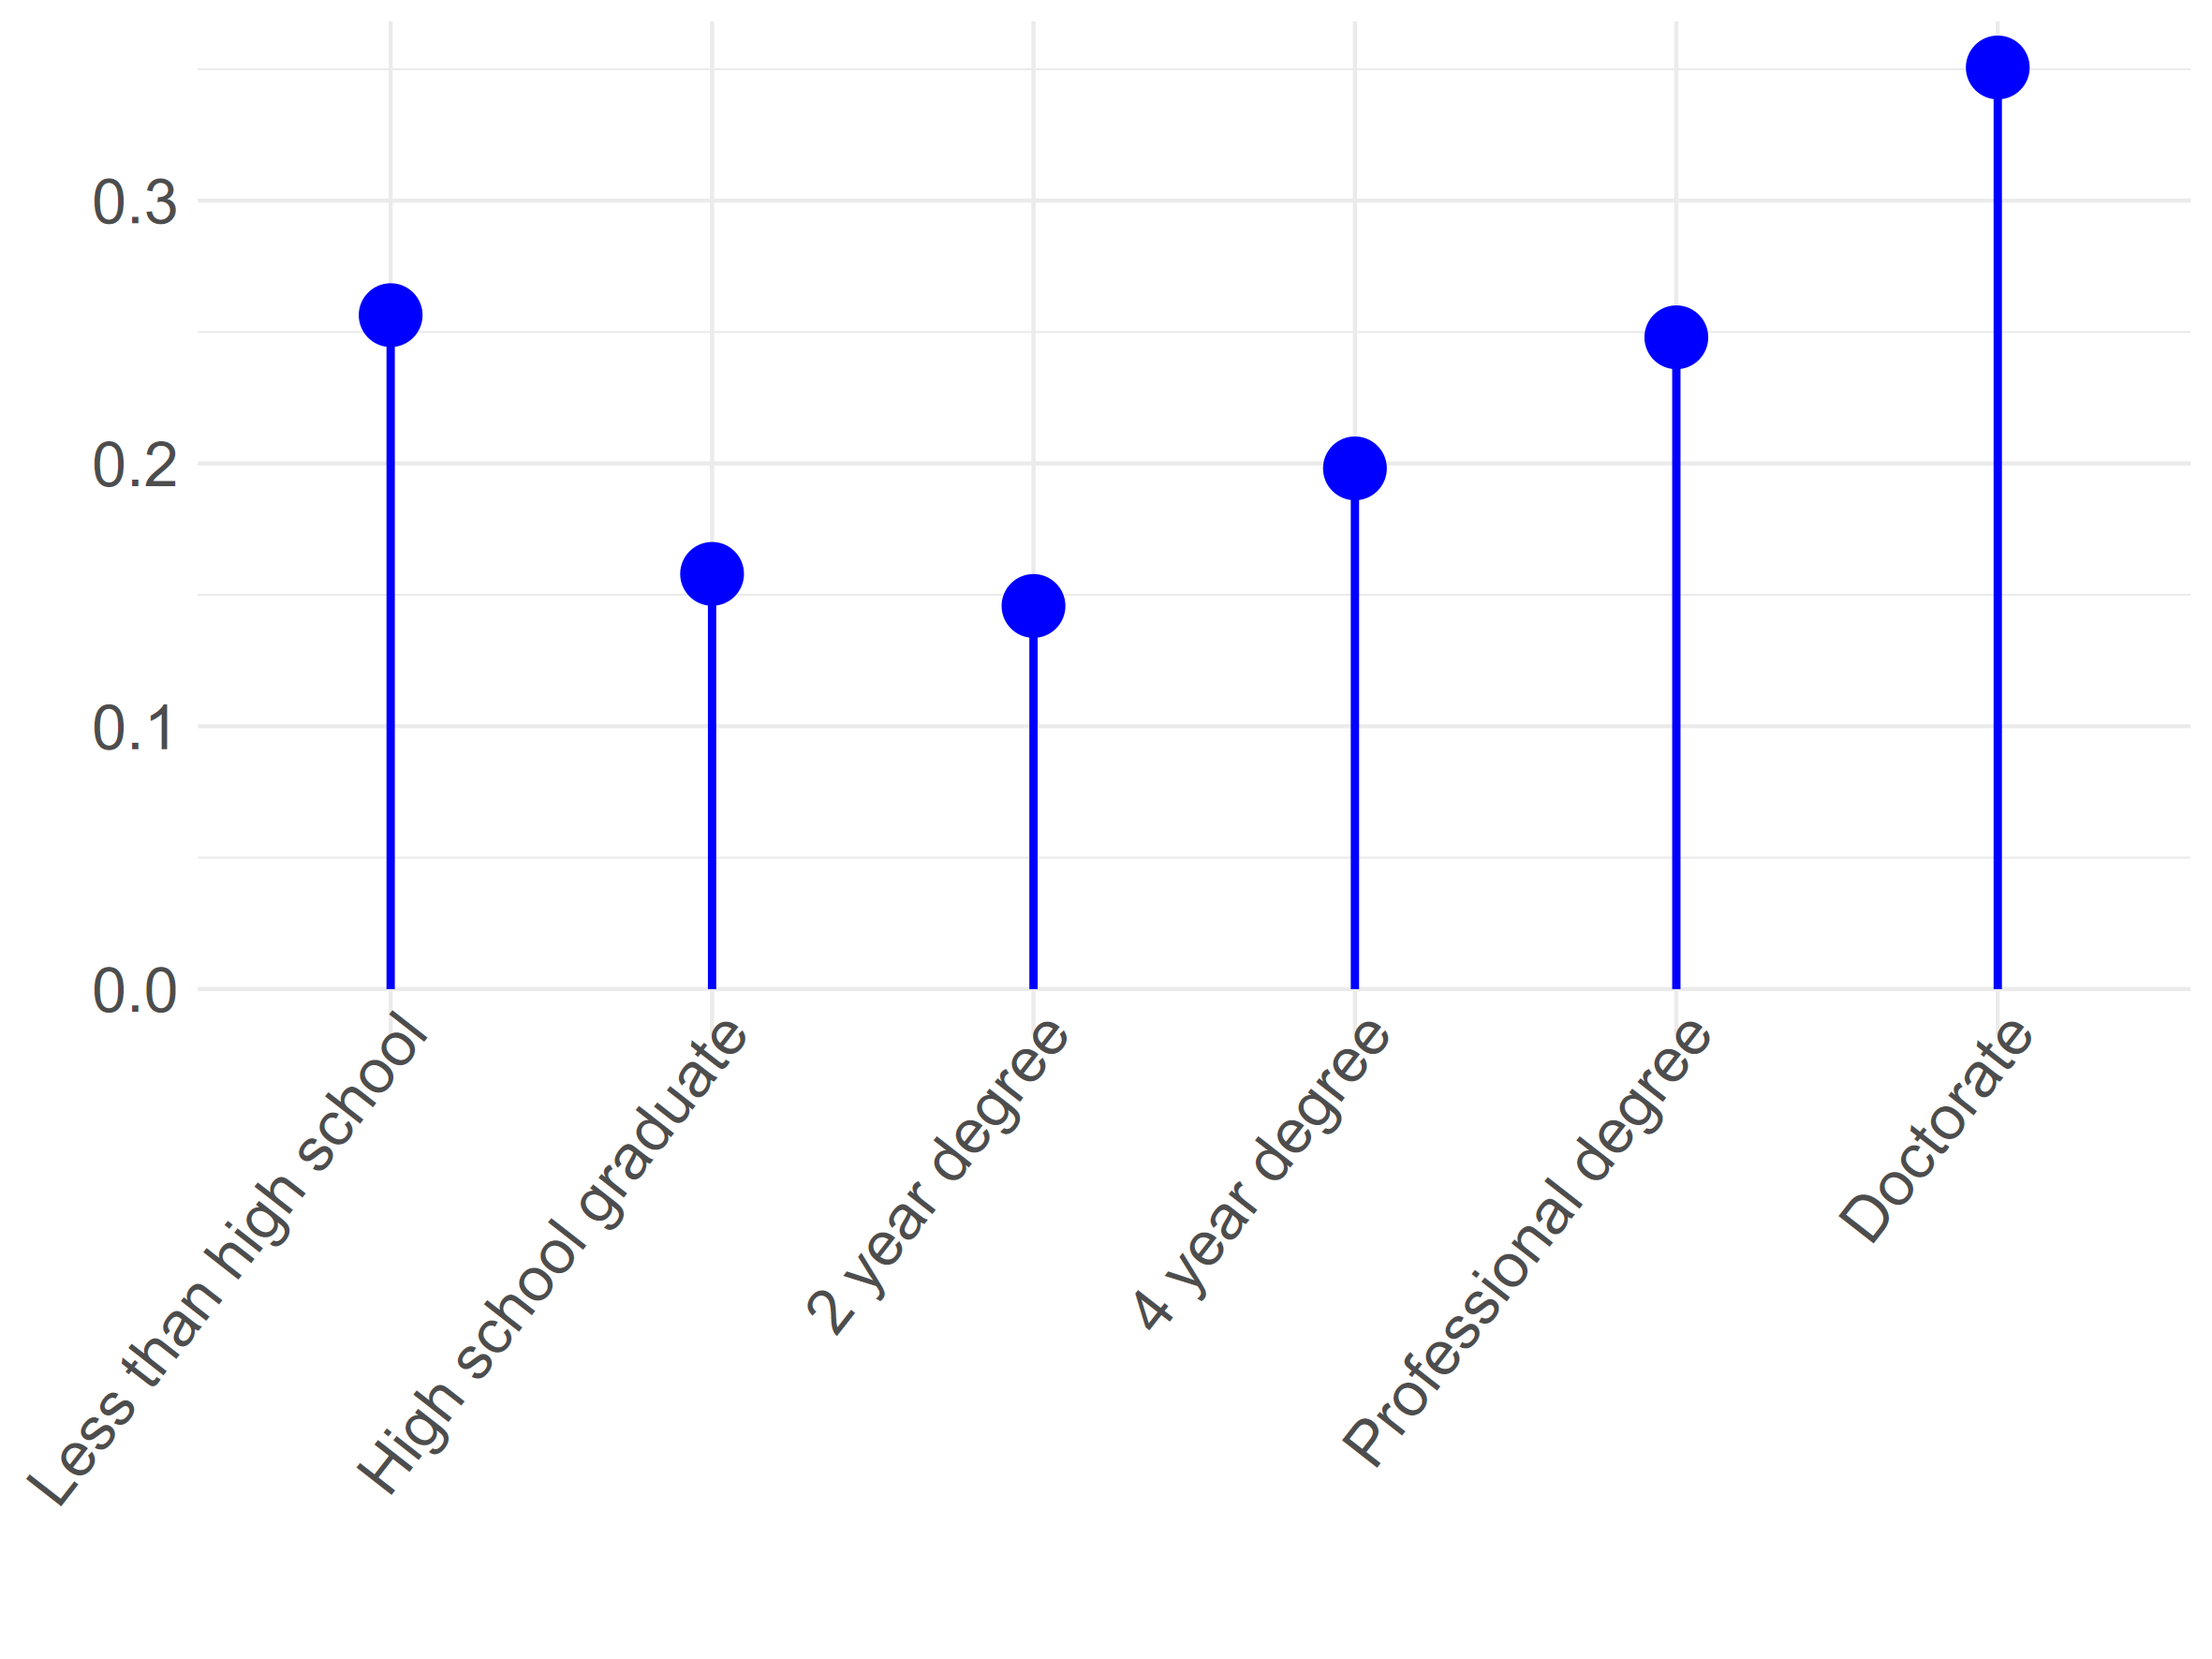 0.3
0.2
0.1
0.0
Less than high school
High school graduate
2 year degree
4 year degree
Professional degree
Doctorate